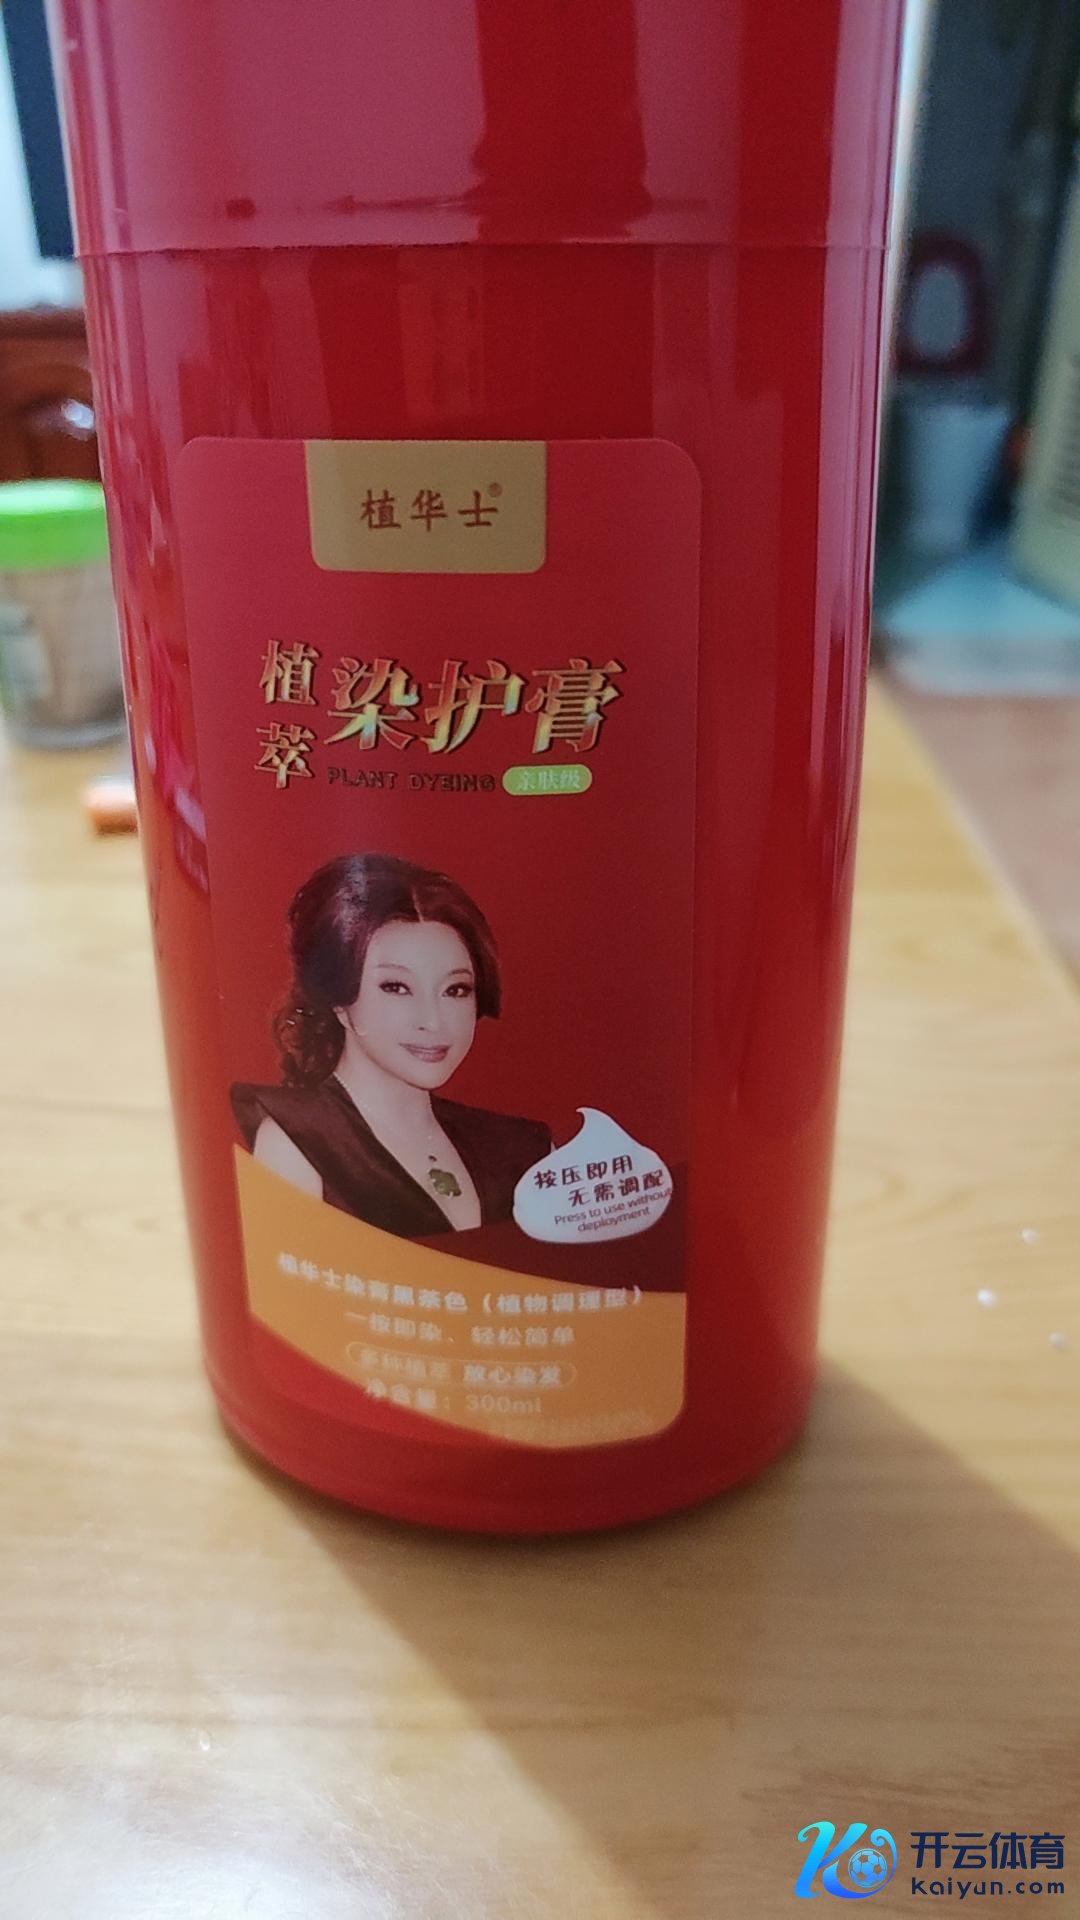 植华士®
植萃
染护膏
PLANT DYEING 亲肤级
按压即用
无需调配
Press to use without
deployment
植华士染膏黑茶色（植物调理型）
一按即染、轻松简单
多种植萃 放心染发
净含量：300ml
开云体育
kaiyun.com